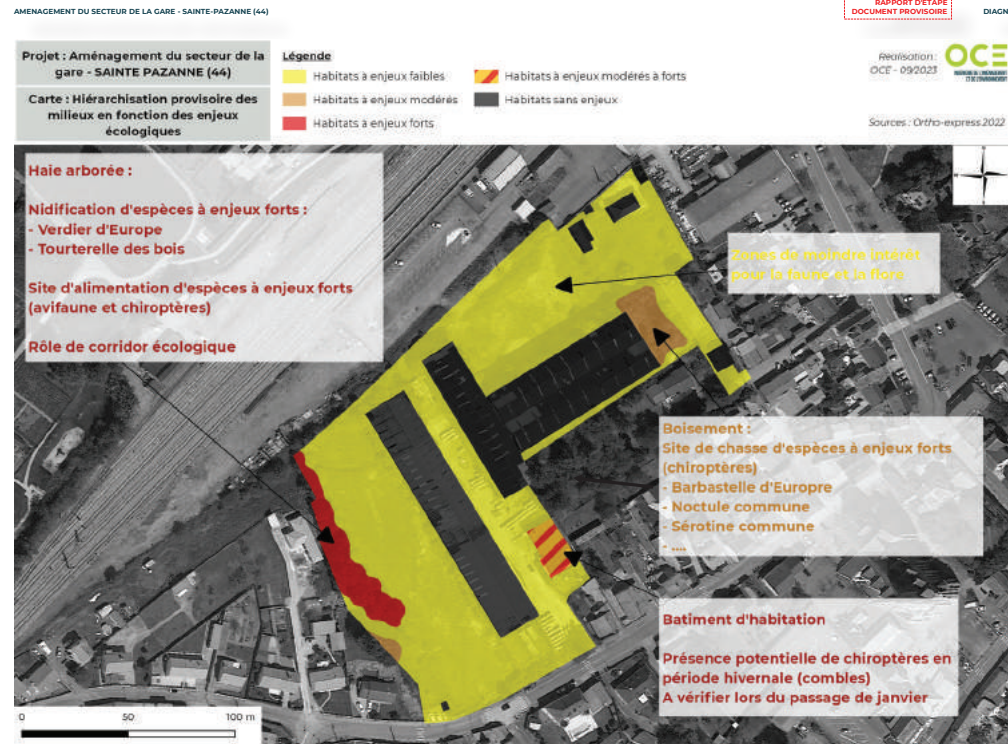 AMENAGEMENT DU SECTEUR DE LA GARE - SAINTE-PAZANNE (44)
RAPPORT D'ETAPE
DOCUMENT PROVISOIRE
DIAGN
Projet : Aménagement du secteur de la
gare - SAINTE PAZANNE (44)
Carte : Hiérarchisation provisoire des
milieux en fonction des enjeux
écologiques
Légende
Habitats à enjeux faibles
Habitats à enjeux modérés
Habitats à enjeux forts
Habitats à enjeux modérés à forts
Habitats sans enjeux
Realisation :
OCE - 09/2023
OCE
Sources : Ortho-express 2022
Haie arborée :
Nidification d'espèces à enjeux forts :
- Verdier d'Europe
- Tourterelle des bois
Site d'alimentation d'espèces à enjeux forts
(avifaune et chiroptères)
Rôle de corridor écologique
Zones de moindre intérêt
pour la faune et la flore
Boisement :
Site de chasse d'espèces à enjeux forts
(chiroptères)
- Barbastelle d'Europre
- Noctule commune
- Sérotine commune
- ....
Batiment d'habitation
Présence potentielle de chiroptères en
période hivernale (combles)
A vérifier lors du passage de janvier
0 50 100 m